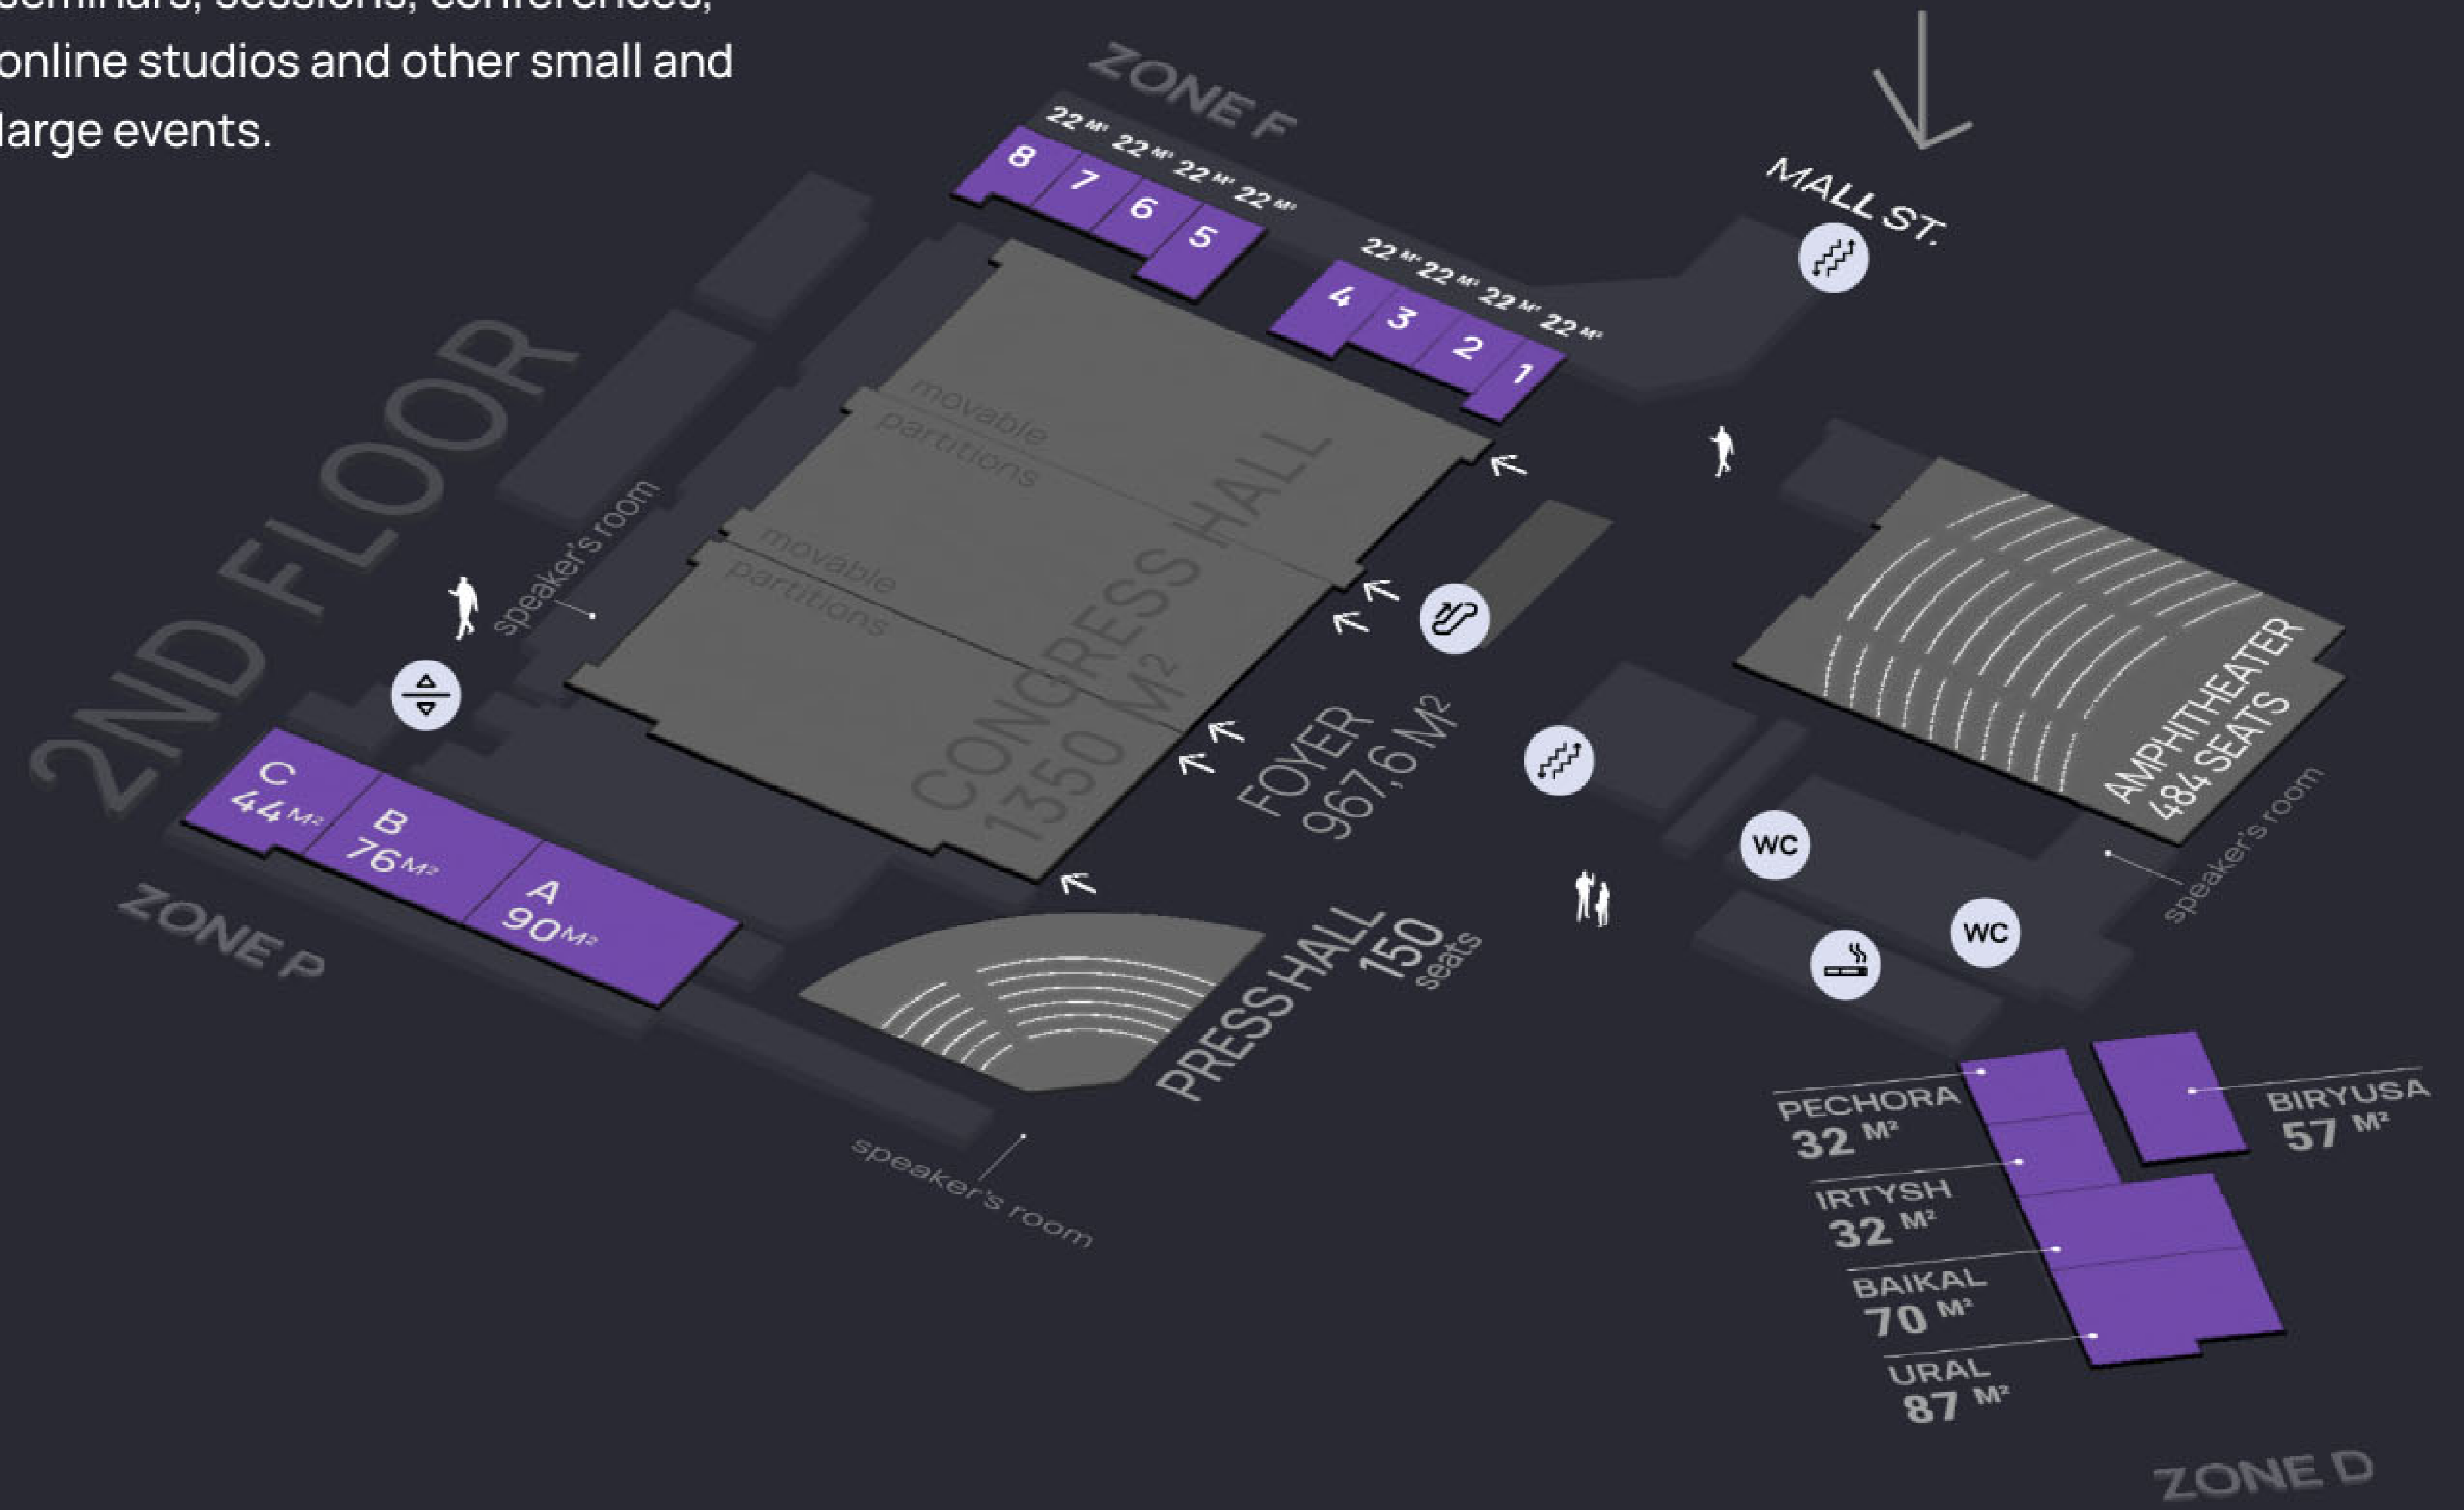 seminars, sessions, conferences,
online studios and other small and
large events.
ZONE F
22 M² 22 M² 22 M² 22 M²
8 7 6 5
22 M² 22 M² 22 M² 22 M²
4 3 2 1
MALL ST.
2ND FLOOR
speaker's room
movable
partitions
movable
partitions
CONGRESS HALL
1350 M²
FOYER
967,6 M²
AMPHITHEATER
484 SEATS
speaker's room
WC
WC
C
44 M²
B
76 M²
A
90 M²
ZONE P
PRESS HALL
150
seats
speaker's room
PECHORA
32 M²
IRTYSH
32 M²
BAIKAL
70 M²
URAL
87 M²
BIRYUSA
57 M²
ZONE D